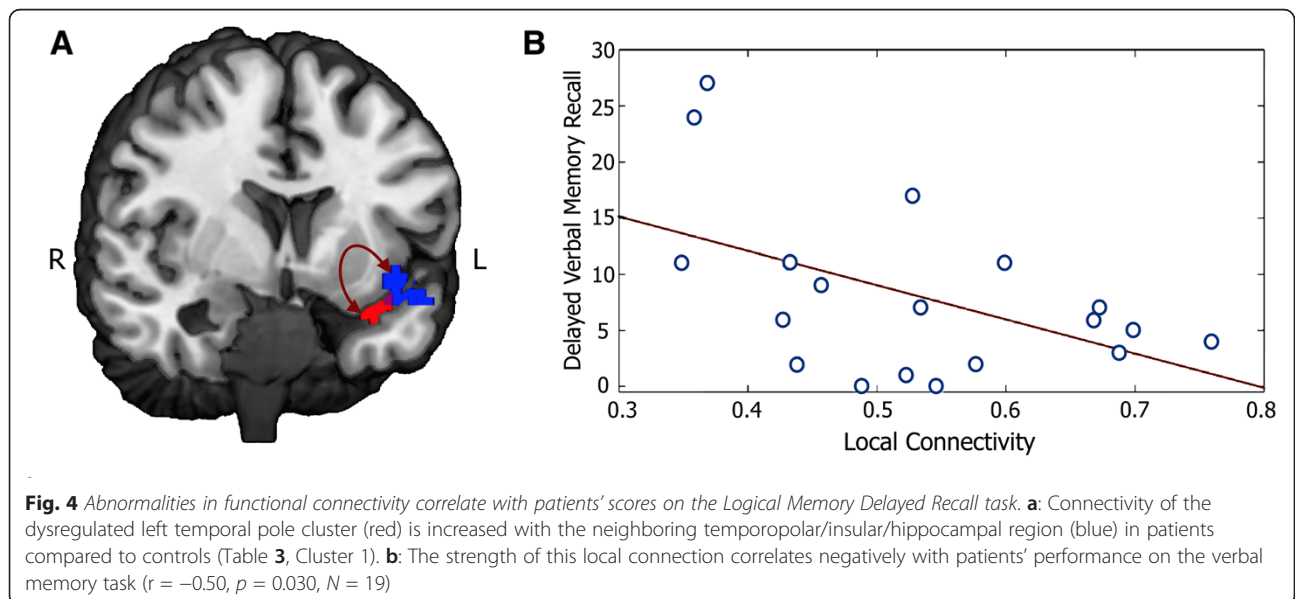 A
B
R
L
30
25
20
15
10
5
0
Delayed Verbal Memory Recall
0.3 0.4 0.5 0.6 0.7 0.8
Local Connectivity
Fig. 4 Abnormalities in functional connectivity correlate with patients' scores on the Logical Memory Delayed Recall task. a: Connectivity of the
dysregulated left temporal pole cluster (red) is increased with the neighboring temporopolar/insular/hippocampal region (blue) in patients
compared to controls (Table 3, Cluster 1). b: The strength of this local connection correlates negatively with patients' performance on the verbal
memory task (r = −0.50, p = 0.030, N = 19)